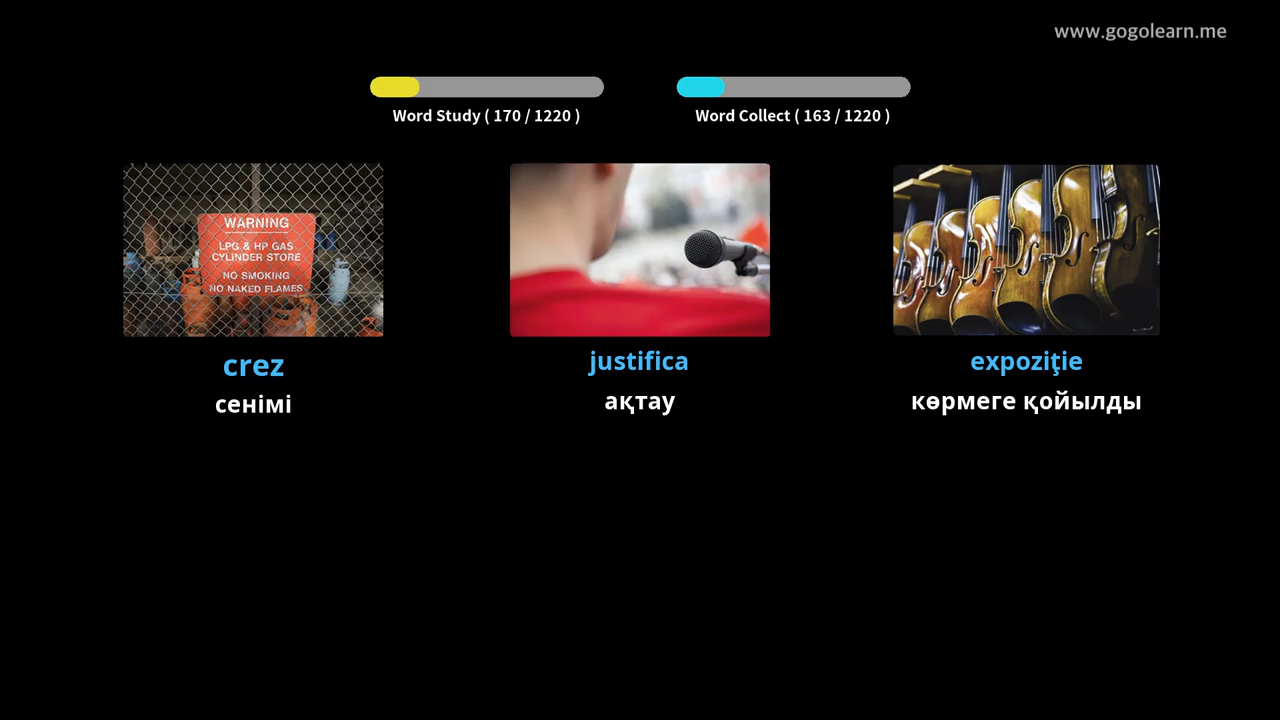 www.gogolearn.me
Word Study ( 170 / 1220 )
Word Collect ( 163 / 1220 )
WARNING
LPG & HP GAS
CYLINDER STORE
NO SMOKING
NO NAKED FLAMES
crez
сенімі
justifica
ақтау
expoziţie
көрмеге қойылды